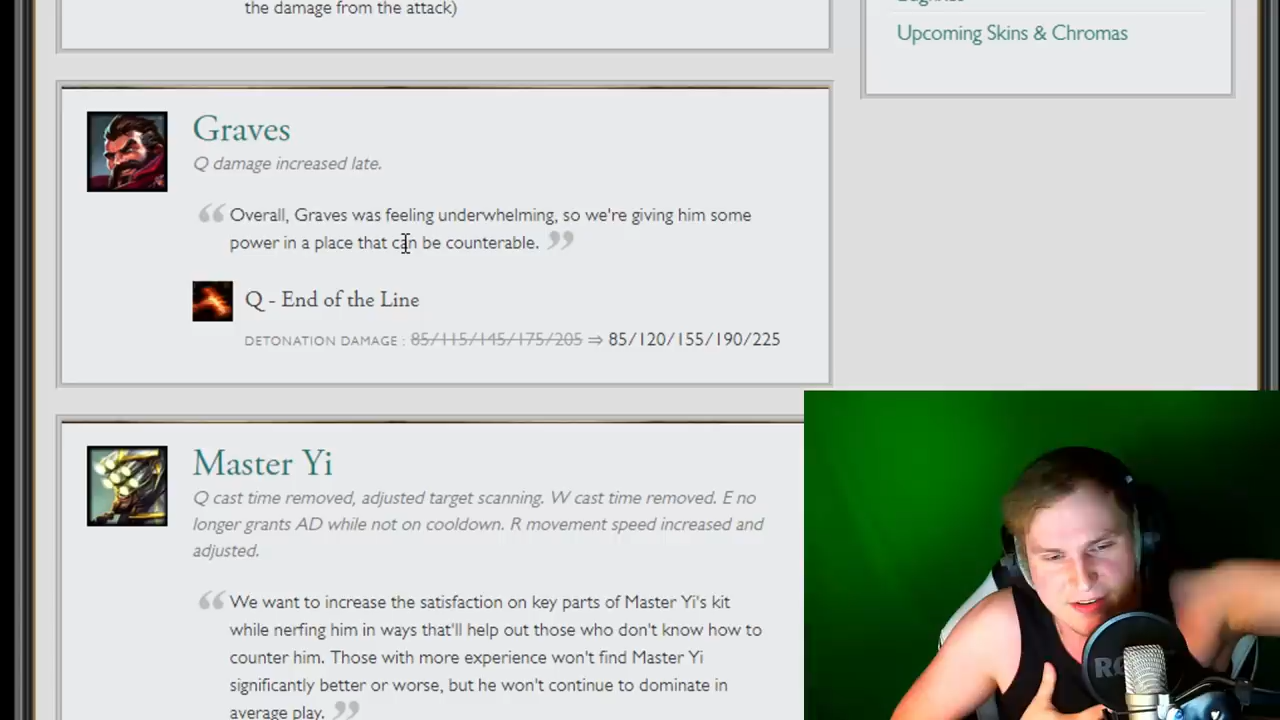 the damage from the attack)
Upcoming Skins & Chromas
Graves
Q damage increased late.
“ Overall, Graves was feeling underwhelming, so we're giving him some
power in a place that can be counterable. ”
Q - End of the Line
DETONATION DAMAGE : 85/115/145/175/205 ⇒ 85/120/155/190/225
Master Yi
Q cast time removed, adjusted target scanning. W cast time removed. E no
longer grants AD while not on cooldown. R movement speed increased and
adjusted.
“ We want to increase the satisfaction on key parts of Master Yi's kit
while nerfing him in ways that'll help out those who don't know how to
counter him. Those with more experience won't find Master Yi
significantly better or worse, but he won't continue to dominate in
average play. ”